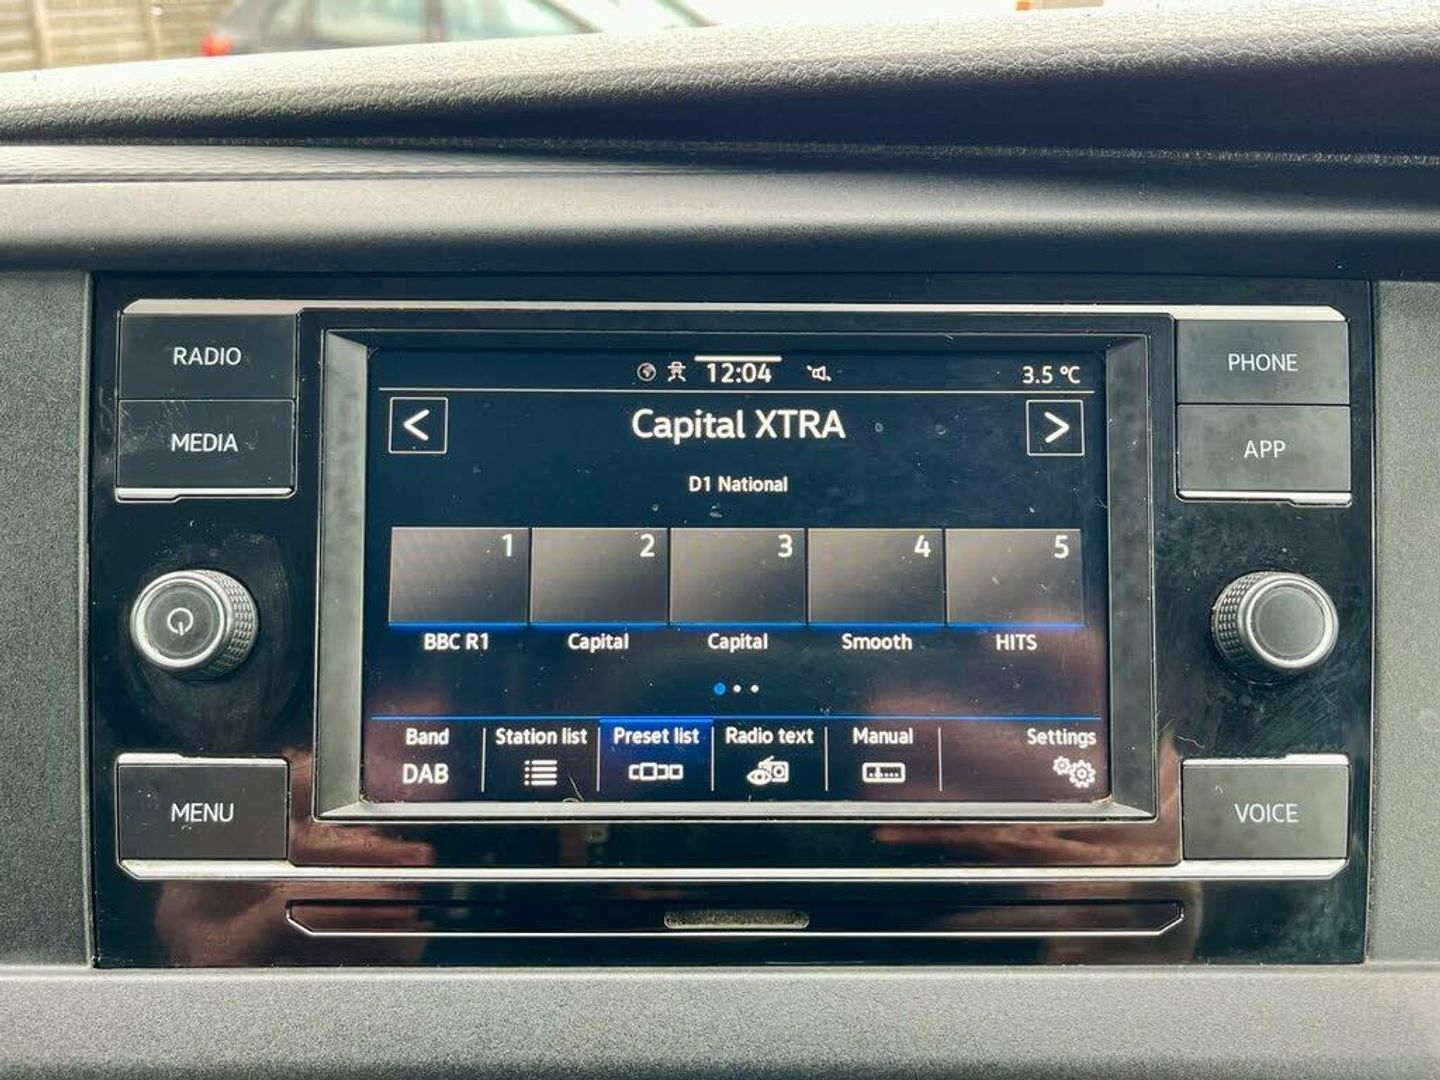 RADIO
MEDIA
MENU
12:04
3.5 °C
<
Capital XTRA
>
D1 National
1 2 3 4 5
BBC R1 Capital Capital Smooth HITS
Band Station list Preset list Radio text Manual Settings
DAB
PHONE
APP
VOICE